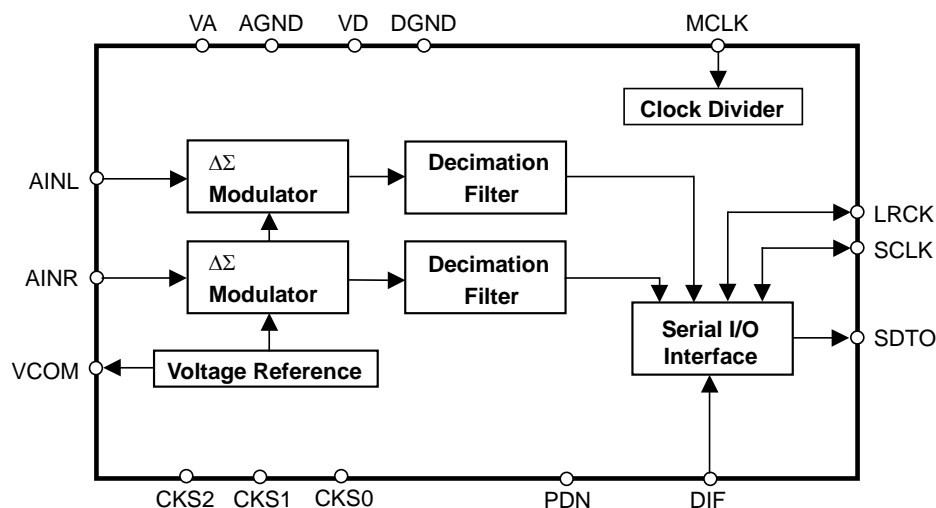 VA AGND VD DGND MCLK
Clock Divider
AINL
ΔΣ
Modulator
Decimation
Filter
LRCK
SCLK
AINR
ΔΣ
Modulator
Decimation
Filter
Serial I/O
Interface
SDTO
VCOM
Voltage Reference
CKS2 CKS1 CKS0 PDN DIF